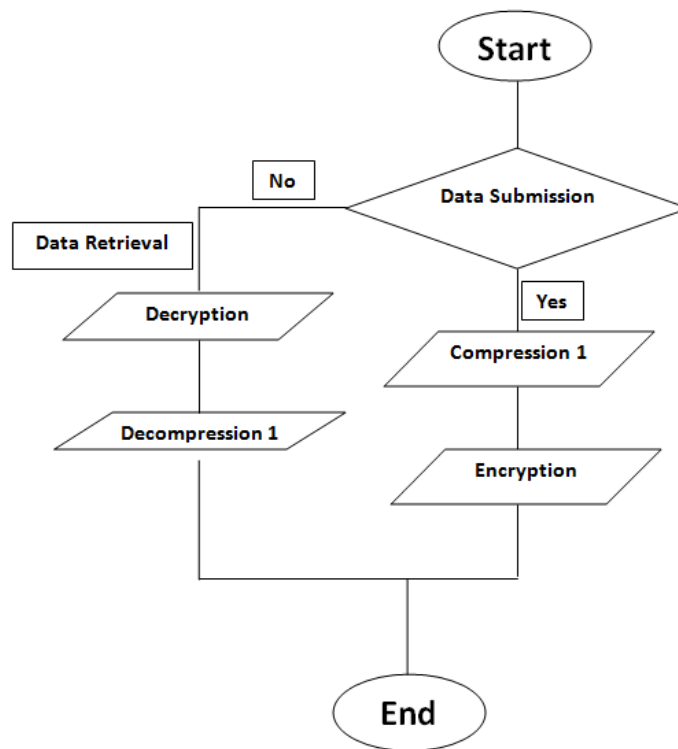 Start
Data Submission
No
Data Retrieval
Decryption
Decompression 1
Yes
Compression 1
Encryption
End